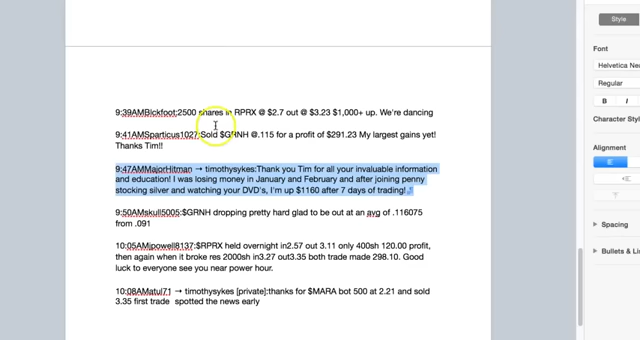 9:39AMBlckfoot:2500 shares in RPRX @ $2.7 out @ $3.23 $1,000+ up. We're dancing
9:41AMSparticus1027:Sold $GRNH @.115 for a profit of $291.23 My largest gains yet!
Thanks Tim!!
9:47AMMajorHitman → timothysykes:Thank you Tim for all your invaluable information
and education! I was losing money in January and February and after joining penny
stocking silver and watching your DVD's, I'm up $1160 after 7 days of trading!
9:50AMskull5005:$GRNH dropping pretty hard glad to be out at an avg of .116075
from .091
10:05AMjpowell8137:$RPRX held overnight in2.57 out 3.11 only 400sh 120.00 profit,
then again when it broke res 2000sh in3.27 out3.35 both trade made 298.10. Good
luck to everyone see you near power hour.
10:08AMatul71 → timothysykes [private]:thanks for $MARA bot 500 at 2.21 and sold
3.35 first trade spotted the news early
Style
Font
Helvetica
Regular
B I
Character
Alignment
Spacing
Bullets &